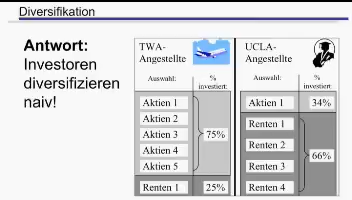 Diversifikation
Antwort:
Investoren
diversifizieren
naiv!
TWA-
Angestellte
Auswahl:
%
investiert:
Aktien 1
Aktien 2
Aktien 3
Aktien 4
Aktien 5
75%
Renten 1
25%
UCLA-
Angestellte
Auswahl:
%
investiert:
Aktien 1
34%
Renten 1
Renten 2
Renten 3
Renten 4
66%